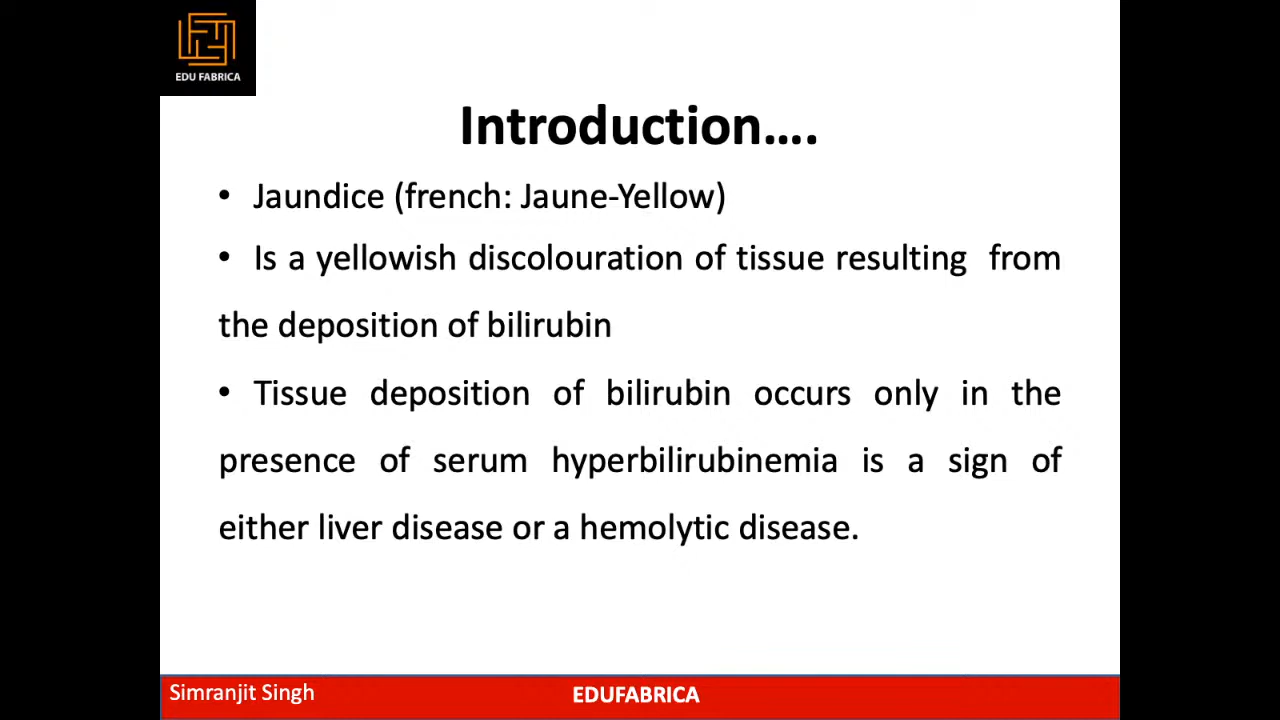 EDU FABRICA
Introduction....
• Jaundice (french: Jaune-Yellow)
• Is a yellowish discolouration of tissue resulting from
the deposition of bilirubin
• Tissue deposition of bilirubin occurs only in the
presence of serum hyperbilirubinemia is a sign of
either liver disease or a hemolytic disease.
Simranjit Singh
EDUFABRICA